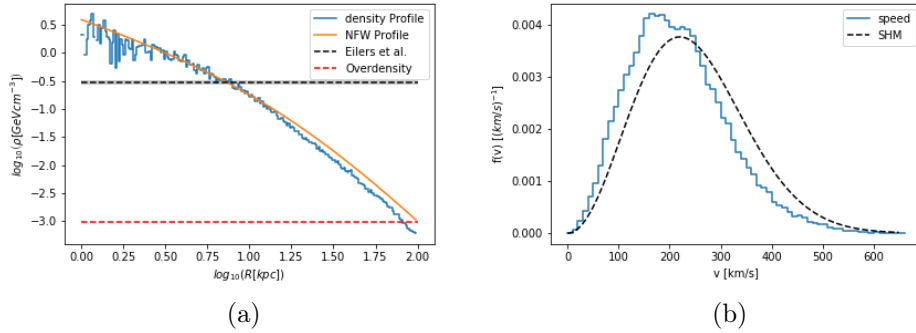 density Profile
NFW Profile
Eilers et al.
Overdensity
0.5
0.0
−0.5
−1.0
−1.5
−2.0
−2.5
−3.0
log₁₀(ρ[GeVcm⁻³])
0.00 0.25 0.50 0.75 1.00 1.25 1.50 1.75 2.00
log₁₀(R[kpc])
(a)
speed
SHM
0.004
0.003
0.002
0.001
0.000
f(v) [(km/s)⁻¹]
0 100 200 300 400 500 600
v [km/s]
(b)